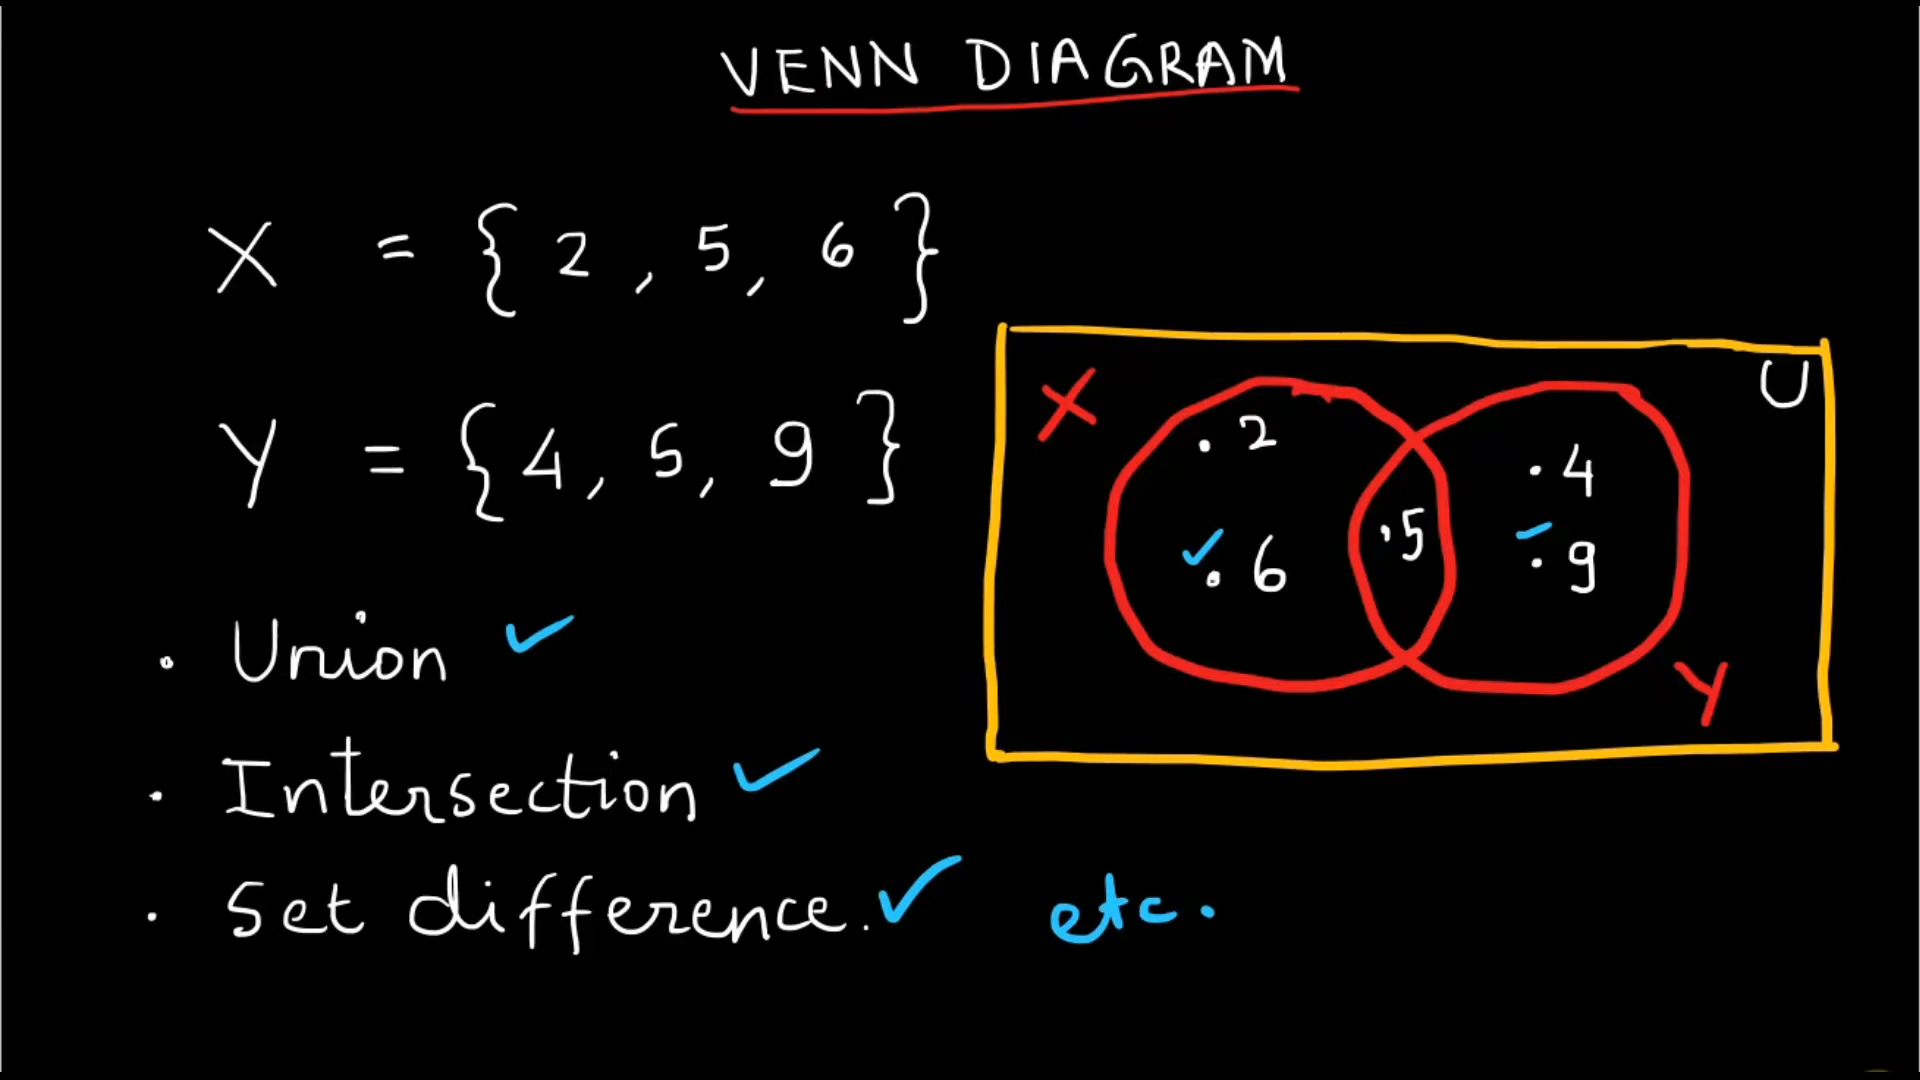 VENN DIAGRAM
X = { 2 , 5, 6 }
Y = { 4, 5, 9 }
X
U
. 2
. 4
. 5
. 6
. 9
Y
. Union ✓
. Intersection ✓
. Set difference. ✓ etc.